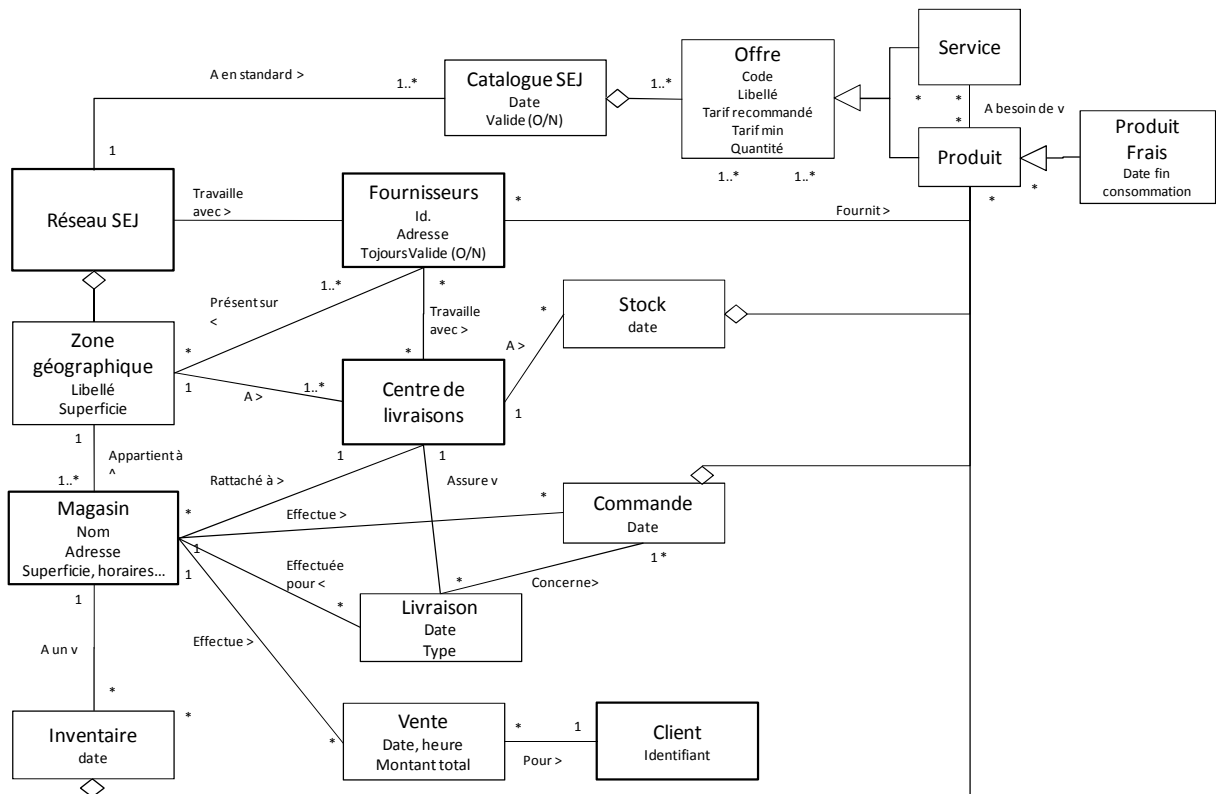 Service
Offre
Code
Libellé
Tarif recommandé
Tarif min
Quantité
A en standard >
1..*
Catalogue SEJ
Date
Valide (O/N)
1..*
*
*
A besoin de v
*
Produit
Produit
Frais
Date fin
consommation
1
1..*
1..*
*
*
Réseau SEJ
Travaille
avec >
Fournisseurs
Id.
Adresse
TojoursValide (O/N)
*
Fournit >
1..*
*
Présent sur
<
Travaille
avec >
*
Stock
date
Zone
géographique
Libellé
Superficie
*
1
A >
1..*
*
Centre de
livraisons
A >
1
1
Appartient à
^
1..*
1
1
Rattaché à >
Assure v
Magasin
Nom
Adresse
Superficie, horaires...
*
1
1
Effectue >
*
Commande
Date
1 *
Effectuée
pour <
*
*
Concerne>
Livraison
Date
Type
1
A un v
Effectue >
*
*
Inventaire
date
*
Vente
Date, heure
Montant total
*
Pour >
1
Client
Identifiant